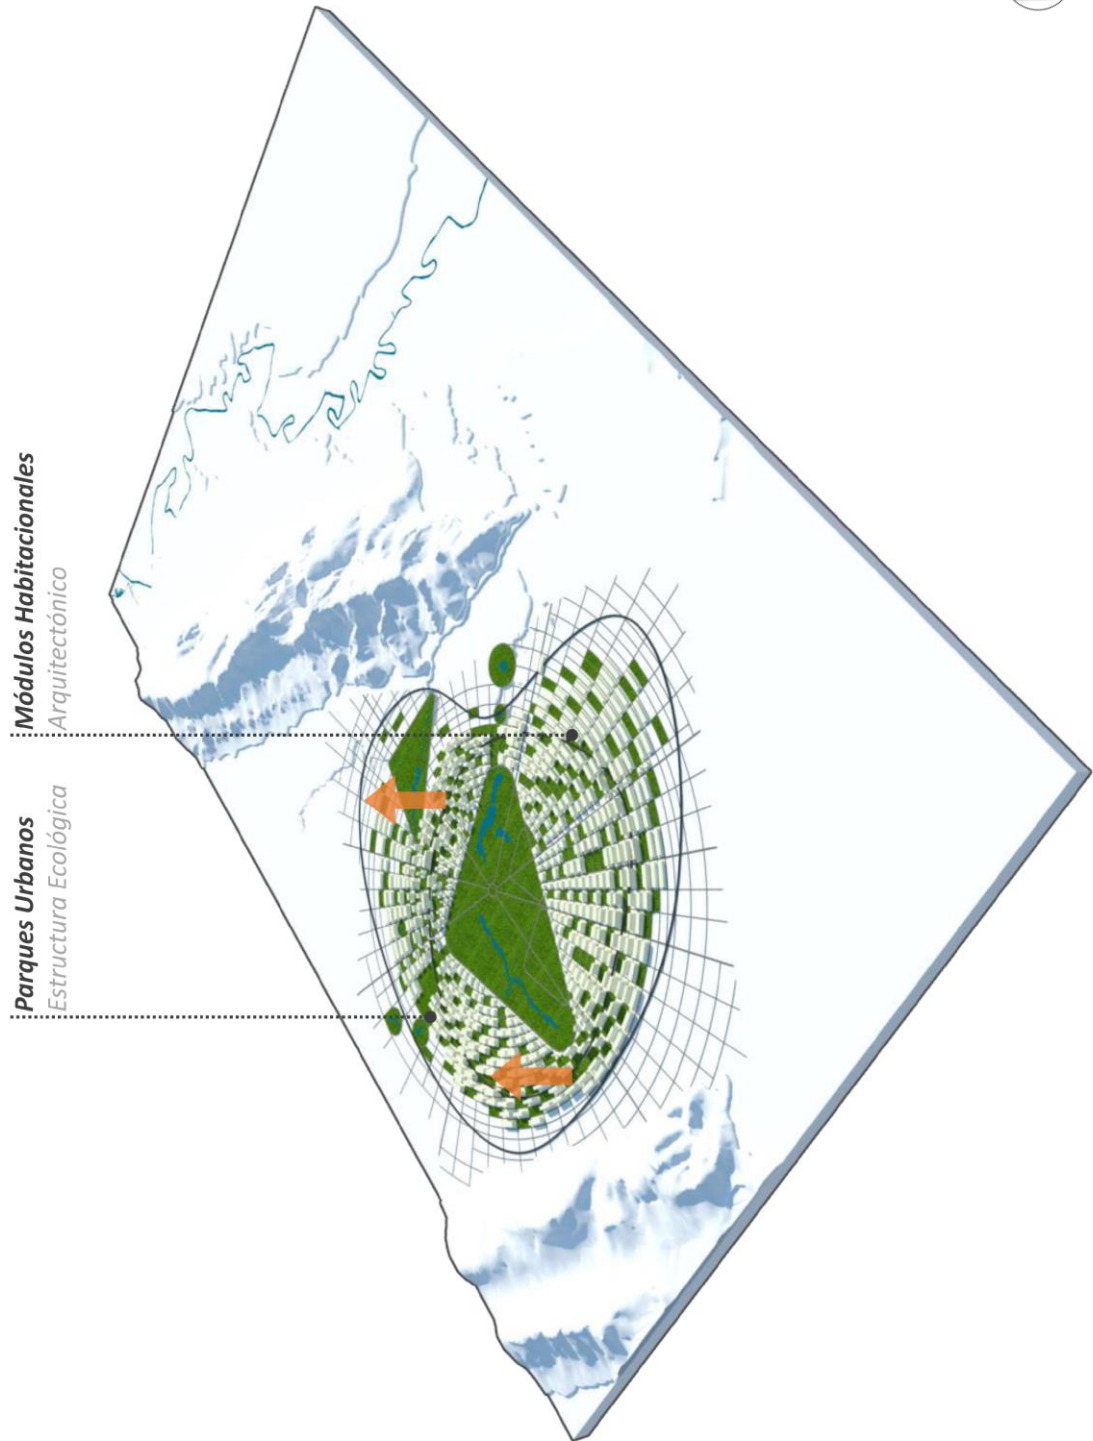 Parques Urbanos
Estructura Ecológica
Módulos Habitacionales
Arquitectónico